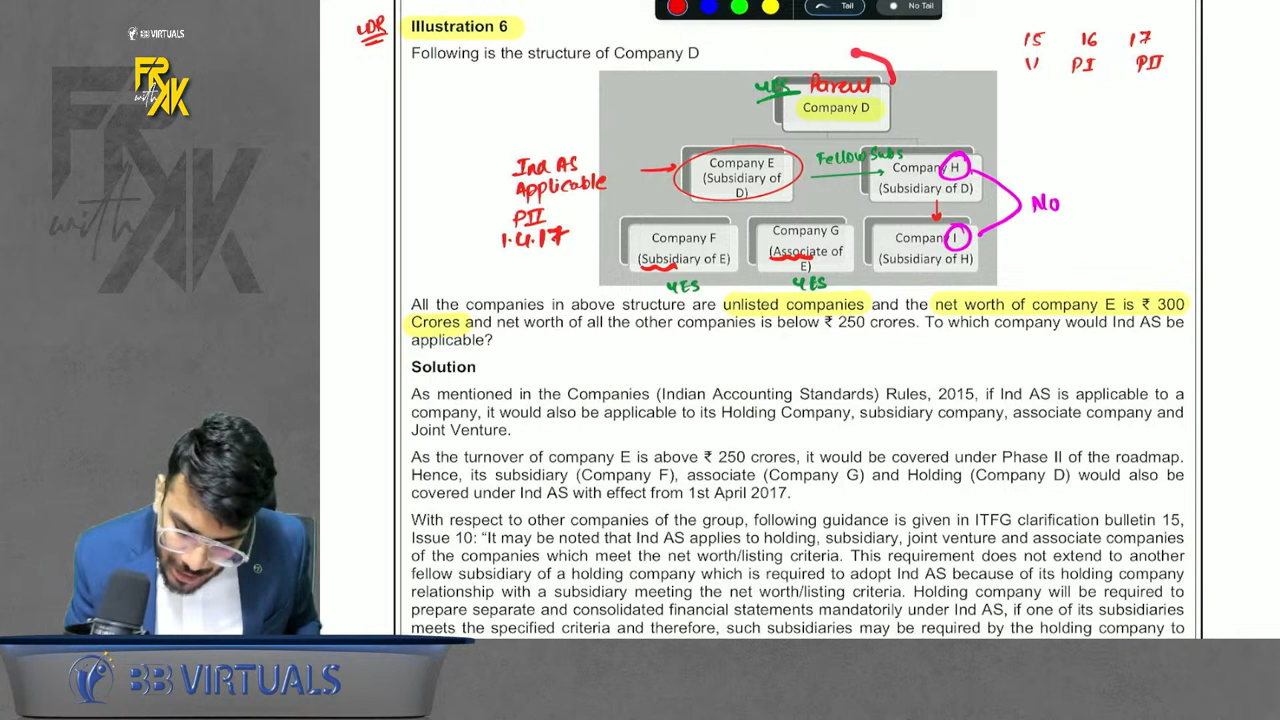 Tail
No Tail
LDR
Illustration 6
BB VIRTUALS
15 16 17
V PI PII
Following is the structure of Company D
FR
with AK
YES Parent
Company D
Ind AS
Applicable
PII
1.4.17
Company E
(Subsidiary of
D)
Fellow Subs
Company H
(Subsidiary of D)
No
Company F
(Subsidiary of E)
YES
Company G
(Associate of
E)
YES
Company I
(Subsidiary of H)
All the companies in above structure are unlisted companies and the net worth of company E is ₹ 300
Crores and net worth of all the other companies is below ₹ 250 crores. To which company would Ind AS be
applicable?
Solution
As mentioned in the Companies (Indian Accounting Standards) Rules, 2015, if Ind AS is applicable to a
company, it would also be applicable to its Holding Company, subsidiary company, associate company and
Joint Venture.
As the turnover of company E is above ₹ 250 crores, it would be covered under Phase II of the roadmap.
Hence, its subsidiary (Company F), associate (Company G) and Holding (Company D) would also be
covered under Ind AS with effect from 1st April 2017.
With respect to other companies of the group, following guidance is given in ITFG clarification bulletin 15,
Issue 10: “It may be noted that Ind AS applies to holding, subsidiary, joint venture and associate companies
of the companies which meet the net worth/listing criteria. This requirement does not extend to another
fellow subsidiary of a holding company which is required to adopt Ind AS because of its holding company
relationship with a subsidiary meeting the net worth/listing criteria. Holding company will be required to
prepare separate and consolidated financial statements mandatorily under Ind AS, if one of its subsidiaries
meets the specified criteria and therefore, such subsidiaries may be required by the holding company to
BB VIRTUALS